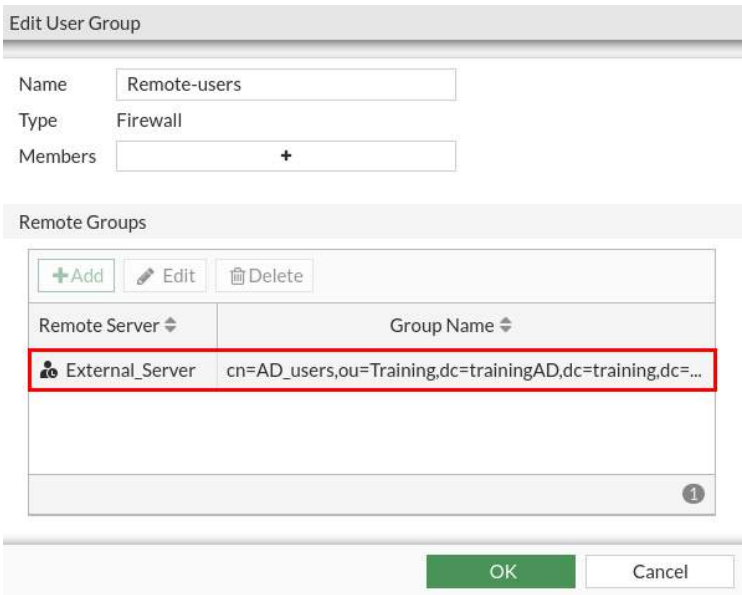 Edit User Group
Name Remote-users
Type Firewall
Members +
Remote Groups
+Add Edit Delete
Remote Server Group Name
External_Server cn=AD_users,ou=Training,dc=trainingAD,dc=training,dc=...
1
OK Cancel